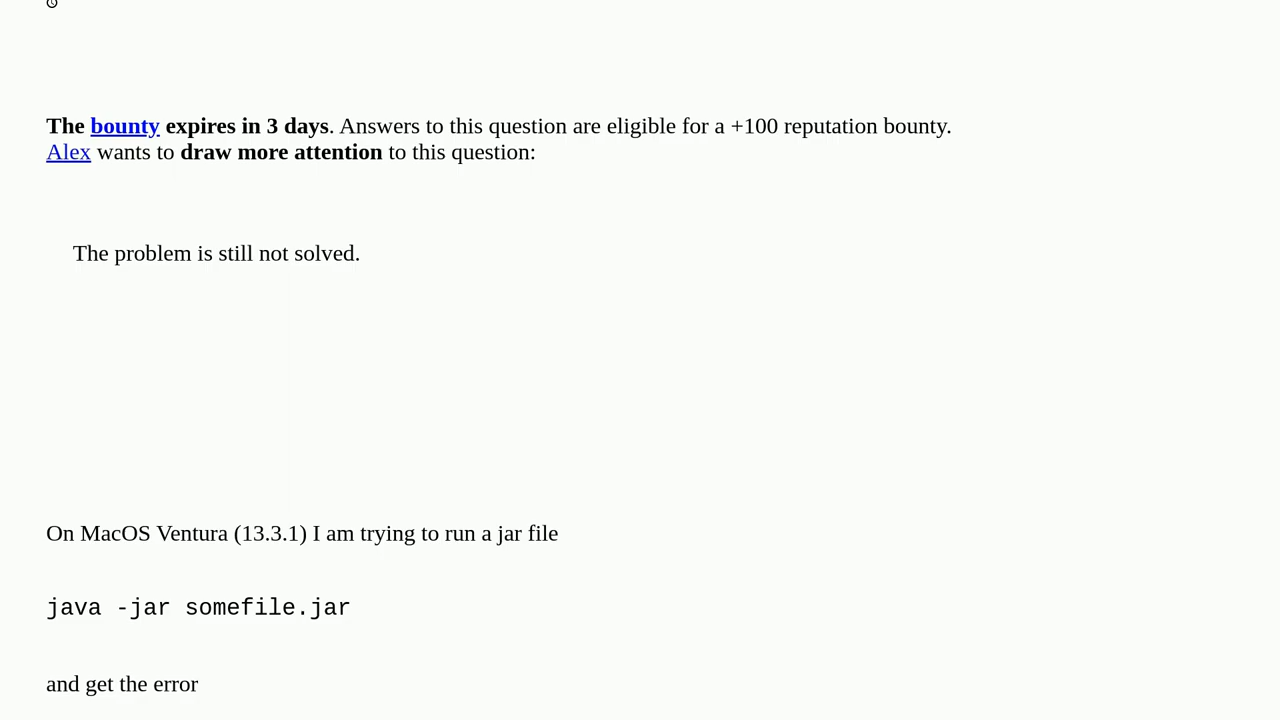 The bounty expires in 3 days. Answers to this question are eligible for a +100 reputation bounty.
Alex wants to draw more attention to this question:
The problem is still not solved.
On MacOS Ventura (13.3.1) I am trying to run a jar file
java -jar somefile.jar
and get the error